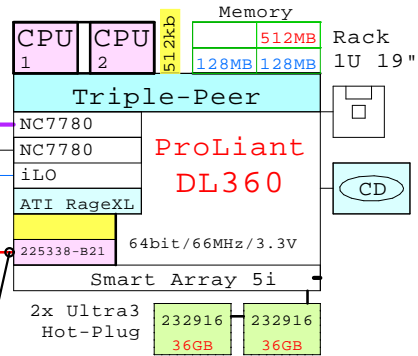 Memory
CPU
1
CPU
2
512kb
512MB
128MB 128MB
Rack
1U 19"
Triple-Peer
NC7780
NC7780
iLO
ATI RageXL
225338-B21
ProLiant
DL360
64bit/66MHz/3.3V
CD
Smart Array 5i
2x Ultra3
Hot-Plug
232916
36GB
232916
36GB